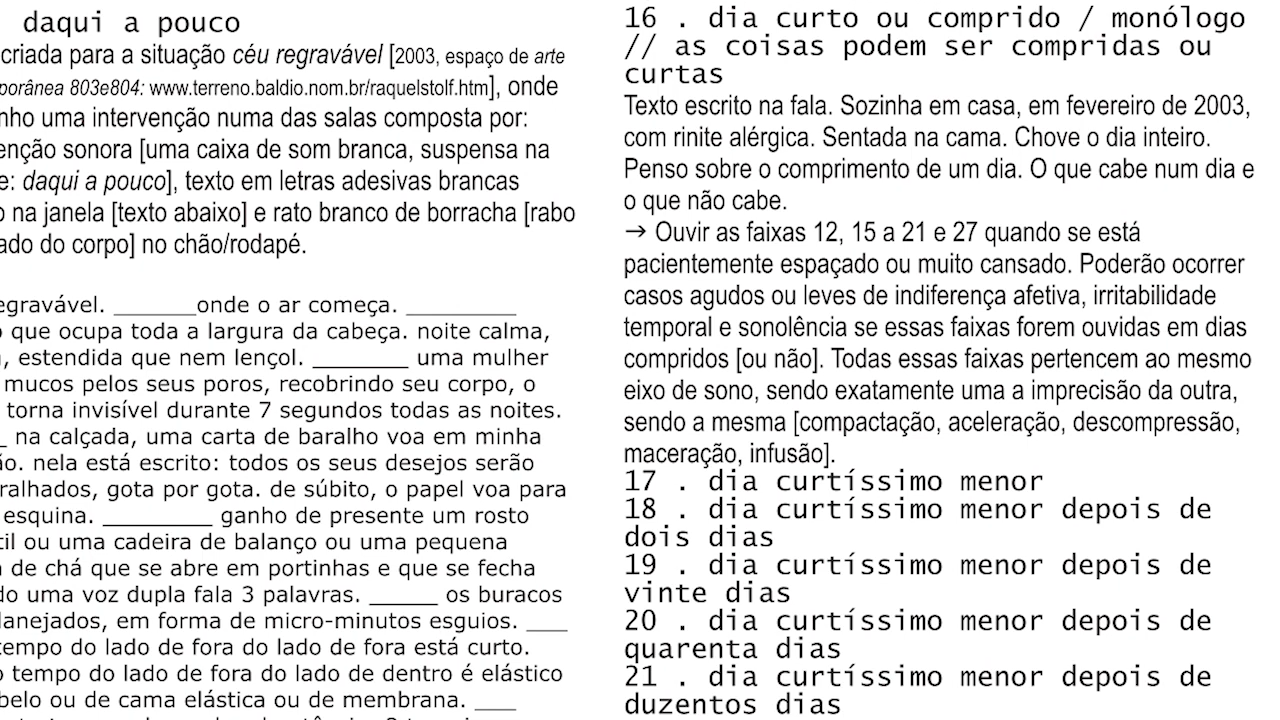 daqui a pouco
criada para a situação céu regravável [2003, espaço de arte
803e804: www.terreno.baldio.nom.br/raquelstolf.htm], onde
uma intervenção numa das salas composta por:
sonora [uma caixa de som branca, suspensa na
daqui a pouco], texto em letras adesivas brancas
na janela [texto abaixo] e rato branco de borracha [rabo
do corpo] no chão/rodapé.
_______onde o ar começa. ________
que ocupa toda a largura da cabeça. noite calma,
, estendida que nem lençol. _______ uma mulher
mucos pelos seus poros, recobrindo seu corpo, o
torna invisível durante 7 segundos todas as noites.
_ na calçada, uma carta de baralho voa em minha
nela está escrito: todos os seus desejos serão
gota por gota. de súbito, o papel voa para
esquina. ________ ganho de presente um rosto
ou uma cadeira de balanço ou uma pequena
de chá que se abre em portinhas e que se fecha
uma voz dupla fala 3 palavras. _____ os buracos
em forma de micro-minutos esguios. ___
tempo do lado de fora do lado de fora está curto.
tempo do lado de fora do lado de dentro é elástico
ou de cama elástica ou de membrana. ___
16 . dia curto ou comprido / monólogo
// as coisas podem ser compridas ou
curtas
Texto escrito na fala. Sozinha em casa, em fevereiro de 2003,
com rinite alérgica. Sentada na cama. Chove o dia inteiro.
Penso sobre o comprimento de um dia. O que cabe num dia e
o que não cabe.
→ Ouvir as faixas 12, 15 a 21 e 27 quando se está
pacientemente espaçado ou muito cansado. Poderão ocorrer
casos agudos ou leves de indiferença afetiva, irritabilidade
temporal e sonolência se essas faixas forem ouvidas em dias
compridos [ou não]. Todas essas faixas pertencem ao mesmo
eixo de sono, sendo exatamente uma a imprecisão da outra,
sendo a mesma [compactação, aceleração, descompressão,
maceração, infusão].
17 . dia curtíssimo menor
18 . dia curtíssimo menor depois de
dois dias
19 . dia curtíssimo menor depois de
vinte dias
20 . dia curtíssimo menor depois de
quarenta dias
21 . dia curtíssimo menor depois de
duzentos dias